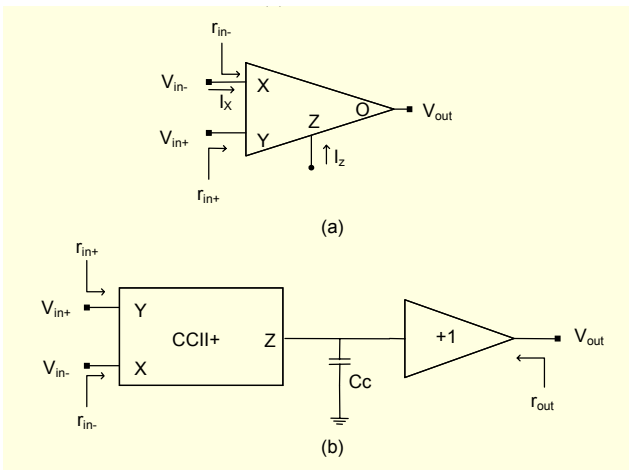 r_in-
V_in-
X
I_X
O
V_out
Z
V_in+
Y
I_z
r_in+
(a)
r_in+
V_in+
Y
CCII+
Z
+1
V_out
V_in-
X
Cc
r_out
r_in-
(b)